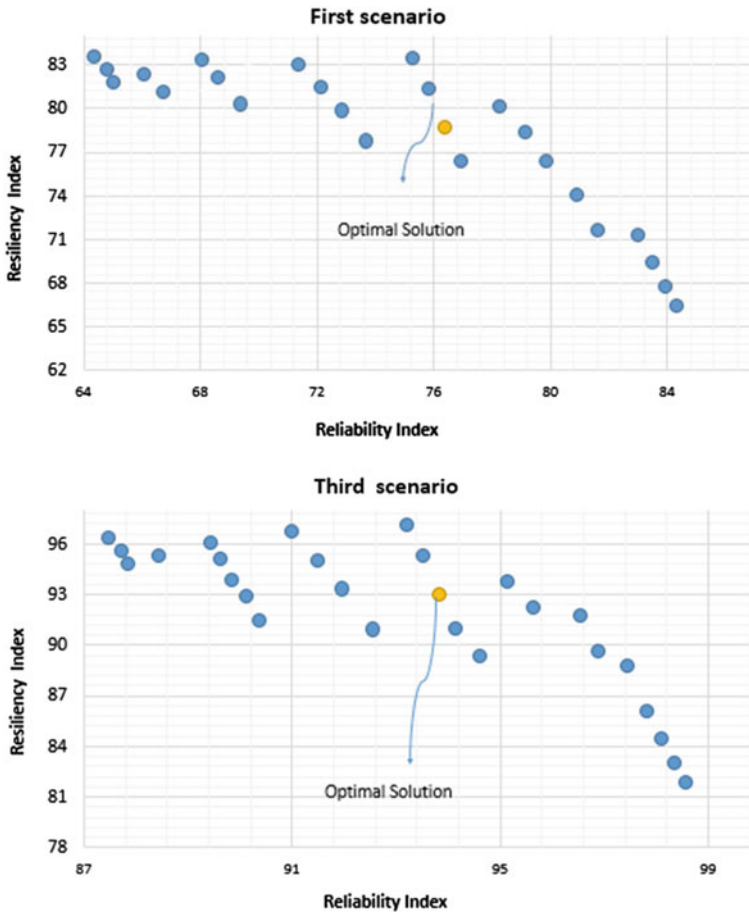 First scenario
83
80
77
74
71
68
65
62
Resiliency Index
Optimal Solution
64 68 72 76 80 84
Reliability Index
Third scenario
96
93
90
87
84
81
78
Resiliency Index
Optimal Solution
87 91 95 99
Reliability Index